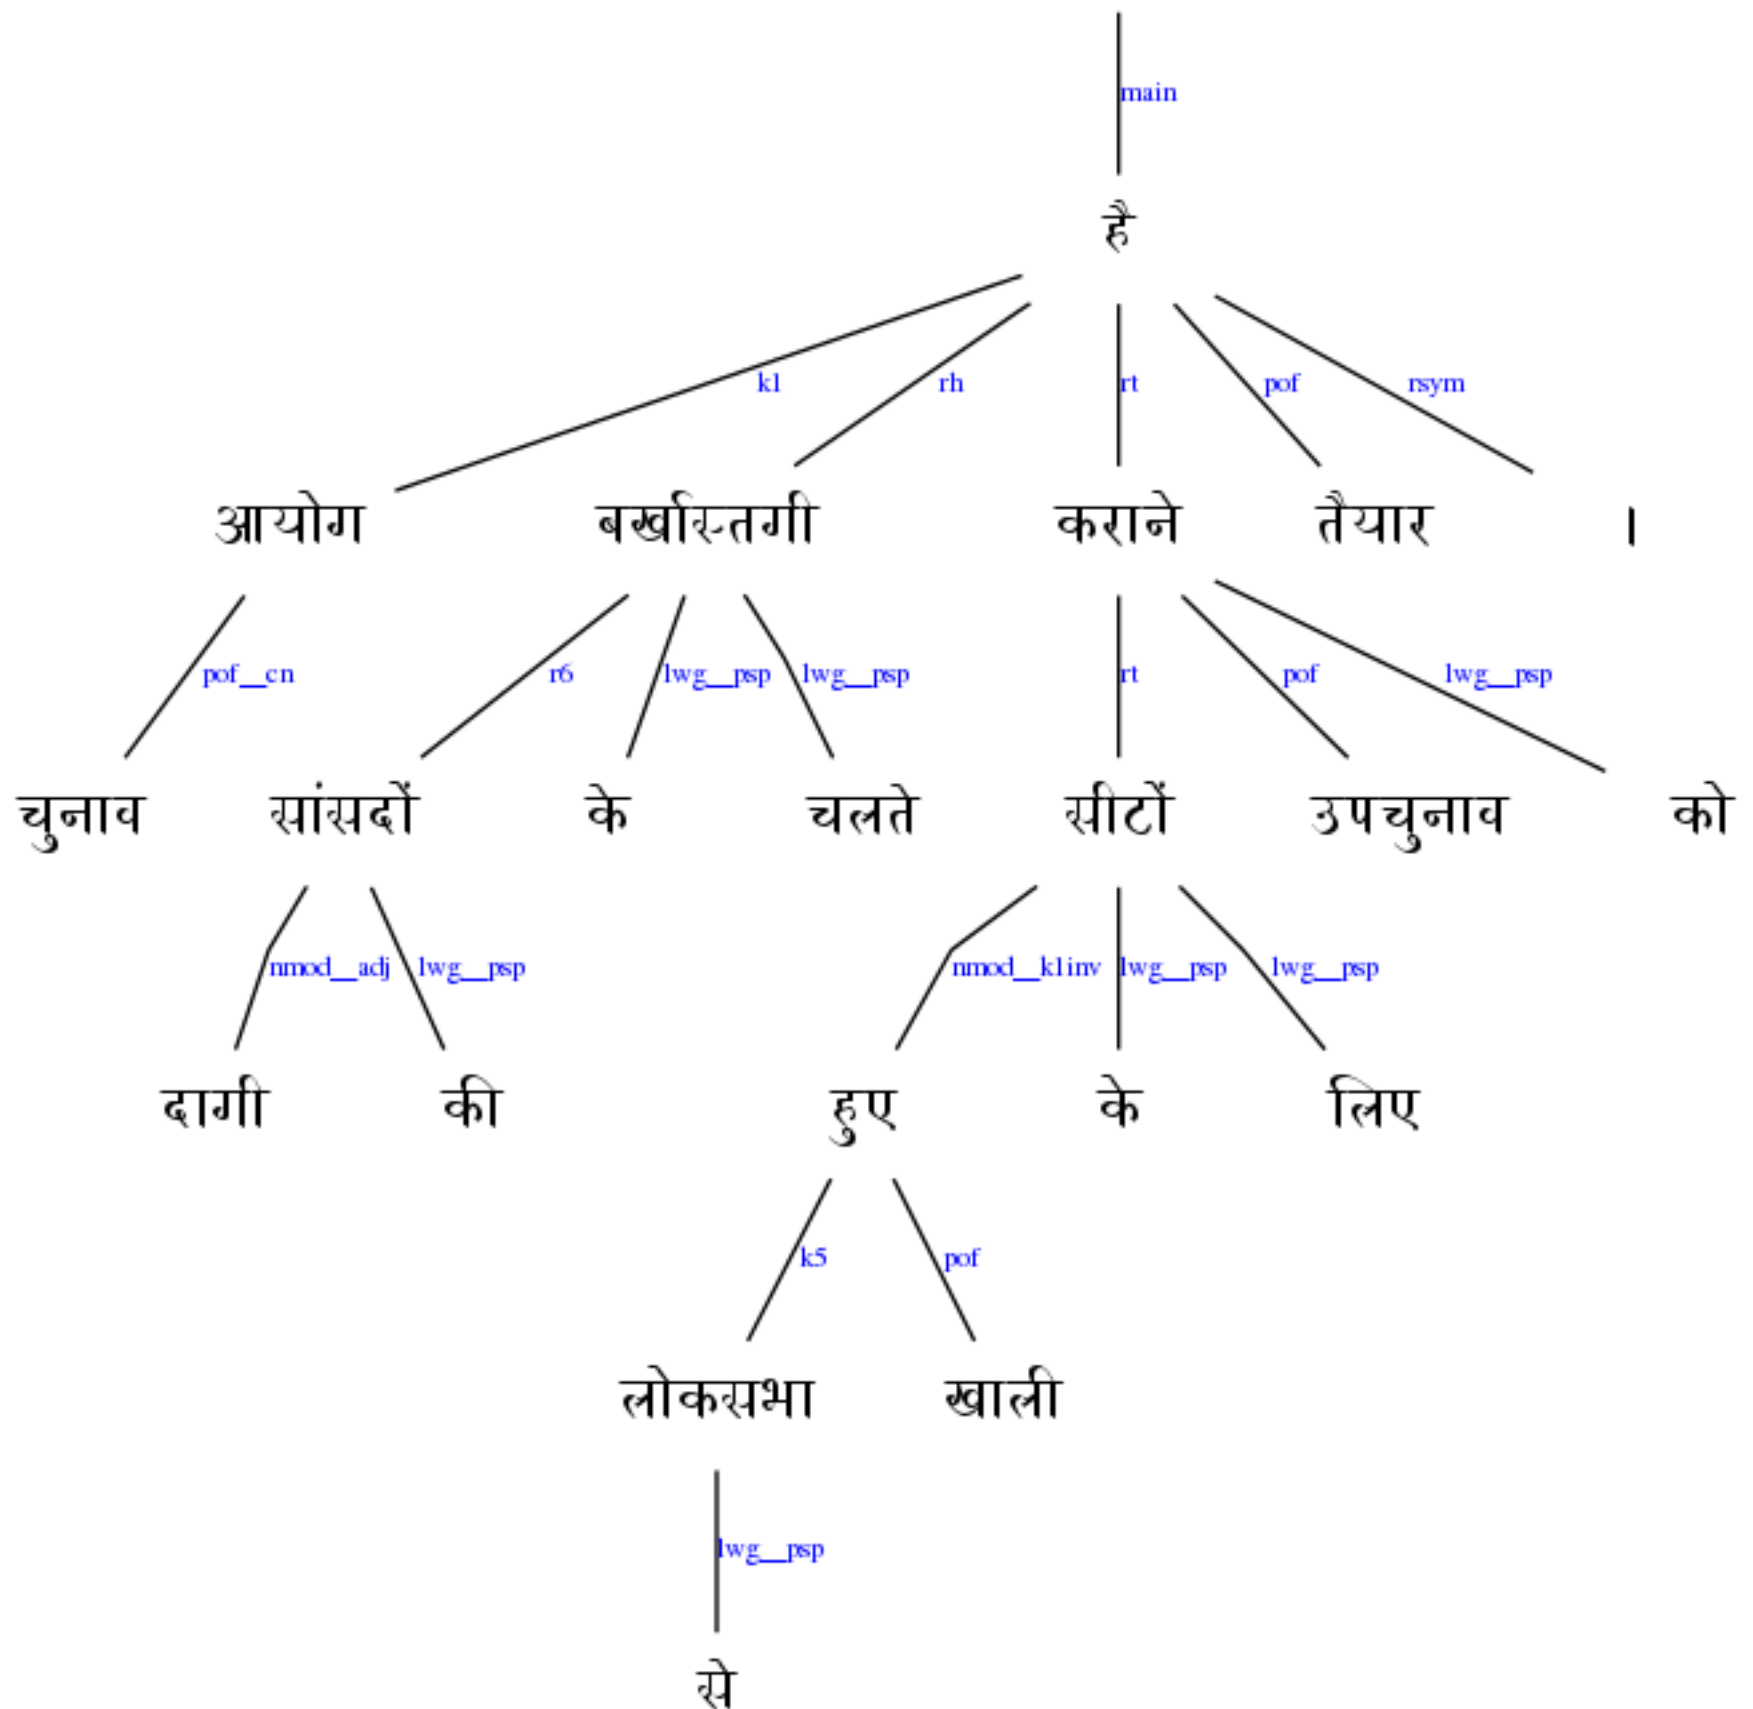 main
है
k1 rh rt pof rsym
आयोग बर्खास्तगी कराने तैयार ।
pof__cn r6 lwg__psp lwg__psp rt pof lwg__psp
चुनाव सांसदों के चलते सीटों उपचुनाव को
nmod__adj lwg__psp nmod__k1inv lwg__psp lwg__psp
दागी की हुए के लिए
k5 pof
लोकसभा खाली
lwg__psp
से